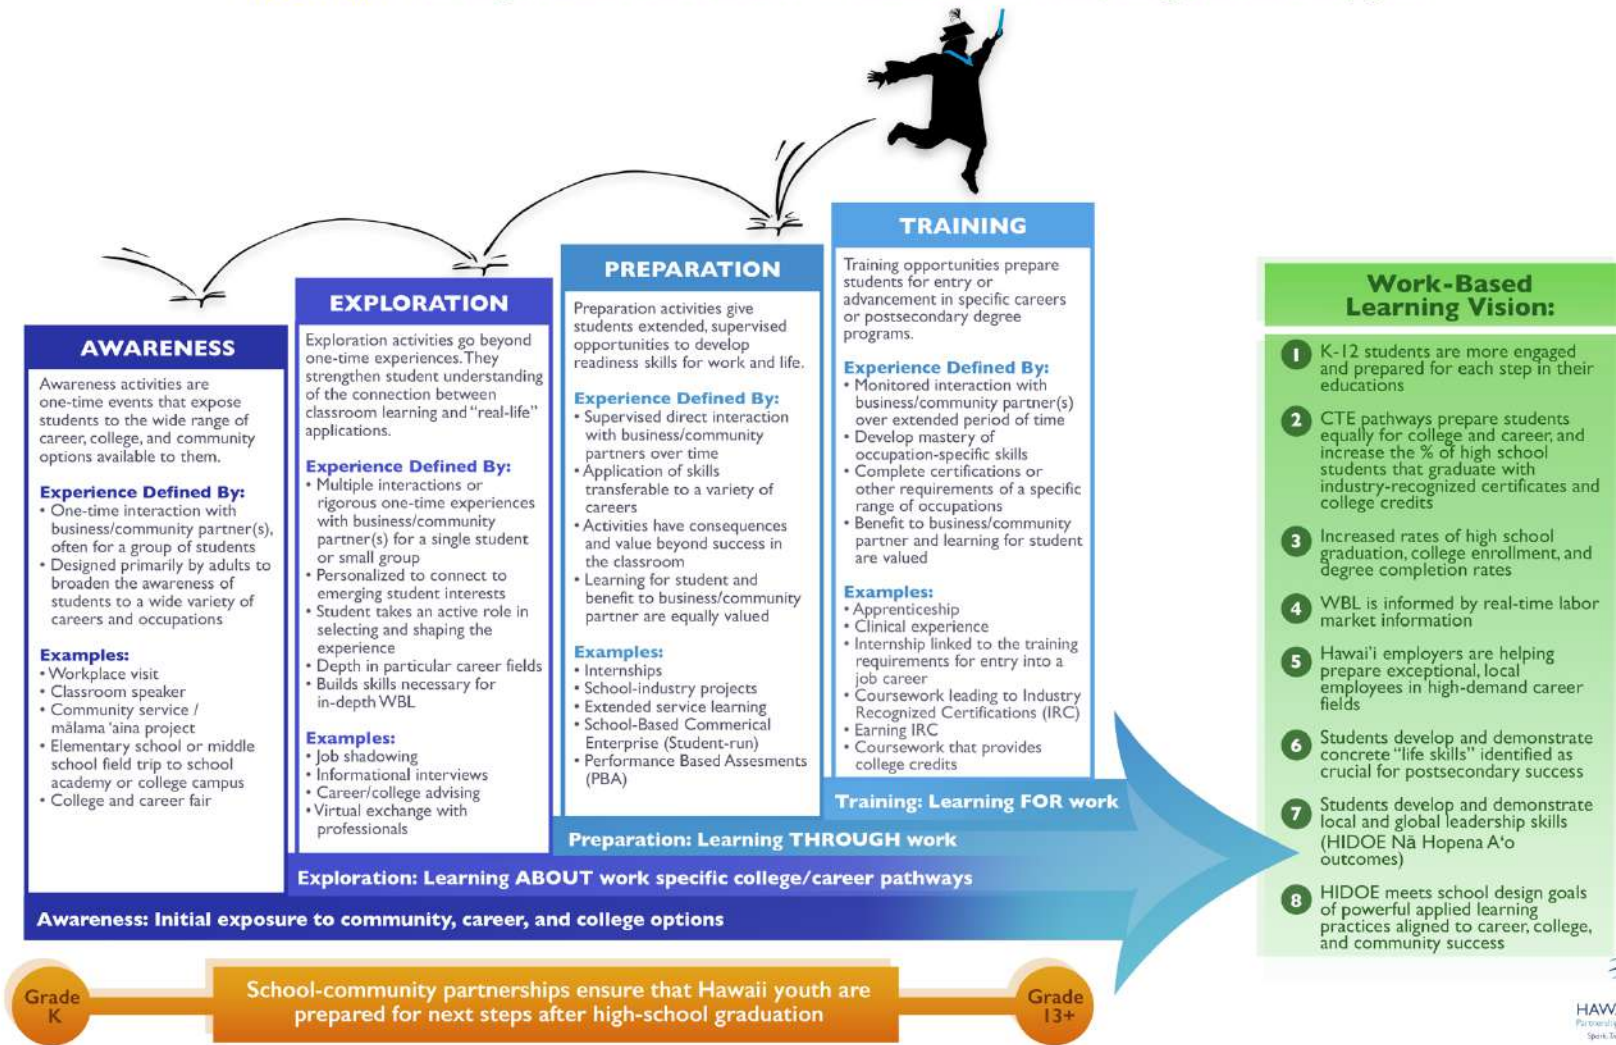 AWARENESS
Awareness activities are
one-time events that expose
students to the wide range of
career, college, and community
options available to them.
Experience Defined By:
• One-time interaction with
business/community partner(s),
often for a group of students
• Designed primarily by adults to
broaden the awareness of
students to a wide variety of
careers and occupations
Examples:
• Workplace visit
• Classroom speaker
• Community service /
mālama 'aina project
• Elementary school or middle
school field trip to school
academy or college campus
• College and career fair
EXPLORATION
Exploration activities go beyond
one-time experiences. They
strengthen student understanding
of the connection between
classroom learning and "real-life"
applications.
Experience Defined By:
• Multiple interactions or
rigorous one-time experiences
with business/community
partner(s) for a single student
or small group
• Personalized to connect to
emerging student interests
• Student takes an active role in
selecting and shaping the
experience
• Depth in particular career fields
• Builds skills necessary for
in-depth WBL
Examples:
• Job shadowing
• Informational interviews
• Career/college advising
• Virtual exchange with
professionals
PREPARATION
Preparation activities give
students extended, supervised
opportunities to develop
readiness skills for work and life.
Experience Defined By:
• Supervised direct interaction
with business/community
partners over time
• Application of skills
transferable to a variety of
careers
• Activities have consequences
and value beyond success in
the classroom
• Learning for student and
benefit to business/community
partner are equally valued
Examples:
• Internships
• School-industry projects
• Extended service learning
• School-Based Commerical
Enterprise (Student-run)
• Performance Based Assesments
(PBA)
TRAINING
Training opportunities prepare
students for entry or
advancement in specific careers
or postsecondary degree
programs.
Experience Defined By:
• Monitored interaction with
business/community partner(s)
over extended period of time
• Develop mastery of
occupation-specific skills
• Complete certifications or
other requirements of a specific
range of occupations
• Benefit to business/community
partner and learning for student
are valued
Examples:
• Apprenticeship
• Clinical experience
• Internship linked to the training
requirements for entry into a
job career
• Coursework leading to Industry
Recognized Certifications (IRC)
• Earning IRC
• Coursework that provides
college credits
Training: Learning FOR work
Preparation: Learning THROUGH work
Exploration: Learning ABOUT work specific college/career pathways
Awareness: Initial exposure to community, career, and college options
Work-Based
Learning Vision:
1 K-12 students are more engaged
and prepared for each step in their
educations
2 CTE pathways prepare students
equally for college and career, and
increase the % of high school
students that graduate with
industry-recognized certificates and
college credits
3 Increased rates of high school
graduation, college enrollment, and
degree completion rates
4 WBL is informed by real-time labor
market information
5 Hawai'i employers are helping
prepare exceptional, local
employees in high-demand career
fields
6 Students develop and demonstrate
concrete "life skills" identified as
crucial for postsecondary success
7 Students develop and demonstrate
local and global leadership skills
(HIDOE Nā Hopena A'o
outcomes)
8 HIDOE meets school design goals
of powerful applied learning
practices aligned to career, college,
and community success
Grade
K
School-community partnerships ensure that Hawaii youth are
prepared for next steps after high-school graduation
Grade
13+